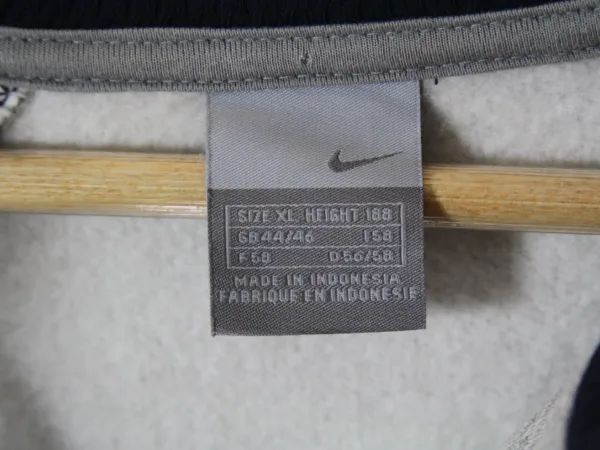 SIZE XL HEIGHT 188
GB 44/46 I 58
F 58 D 56/58
MADE IN INDONESIA
FABRIQUE EN INDONESIE